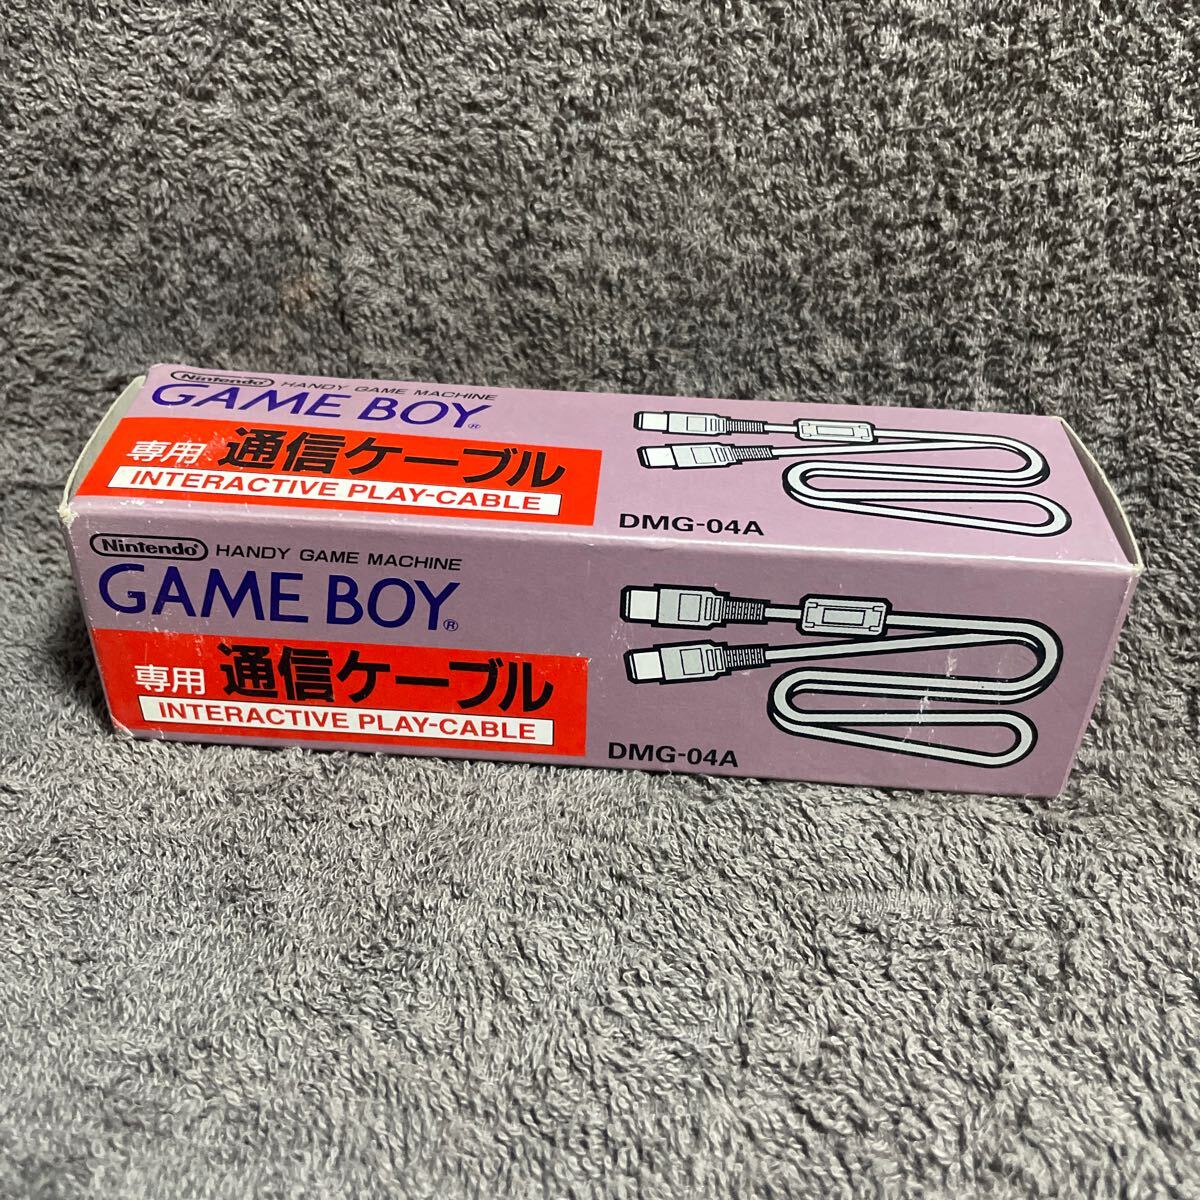 Nintendo® HANDY GAME MACHINE
GAME BOY®
専用 通信ケーブル
INTERACTIVE PLAY-CABLE
DMG-04A
Nintendo® HANDY GAME MACHINE
GAME BOY®
専用 通信ケーブル
INTERACTIVE PLAY-CABLE
DMG-04A